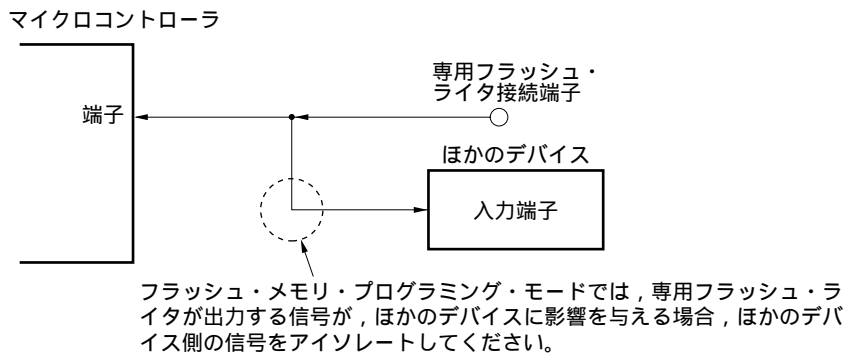 マイクロコントローラ
専用フラッシュ・
ライタ接続端子
端子
ほかのデバイス
入力端子
フラッシュ・メモリ・プログラミング・モードでは，専用フラッシュ・ラ
イタが出力する信号が，ほかのデバイスに影響を与える場合，ほかのデバ
イス側の信号をアイソレートしてください。